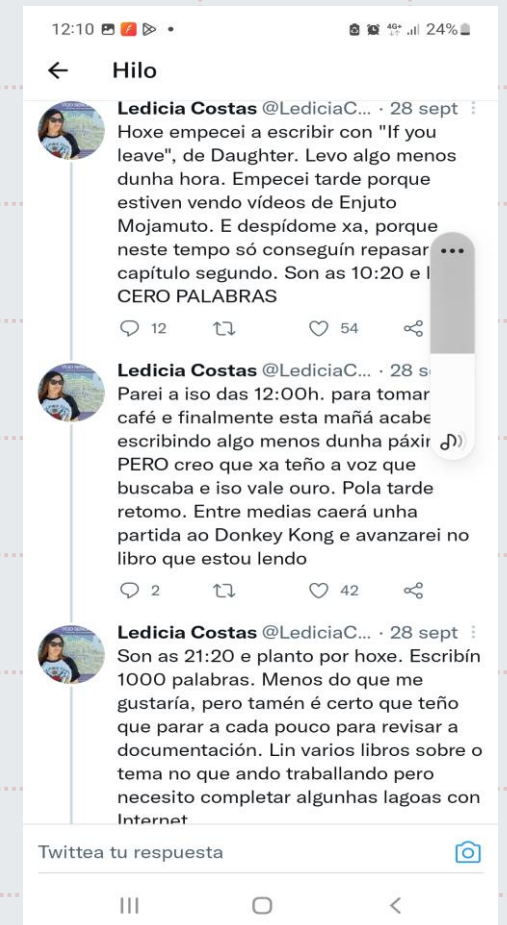 12:10
4G+ 24%
Hilo
Ledicia Costas @LediciaC... · 28 sept
Hoxe empecei a escribir con "If you
leave", de Daughter. Levo algo menos
dunha hora. Empecei tarde porque
estiven vendo vídeos de Enjuto
Mojamuto. E despídome xa, porque
neste tempo só conseguín repasar
capítulo segundo. Son as 10:20 e
CERO PALABRAS
12 54
Ledicia Costas @LediciaC... · 28
Parei a iso das 12:00h. para tomar
café e finalmente esta mañá
escribindo algo menos dunha
PERO creo que xa teño a voz que
buscaba e iso vale ouro. Pola tarde
retomo. Entre medias caerá unha
partida ao Donkey Kong e avanzarei no
libro que estou lendo
2 42
Ledicia Costas @LediciaC... · 28 sept
Son as 21:20 e planto por hoxe. Escribín
1000 palabras. Menos do que me
gustaría, pero tamén é certo que teño
que parar a cada pouco para revisar a
documentación. Lin varios libros sobre o
tema no que ando traballando pero
necesito completar algunhas lagoas con
Internet
Twittea tu respuesta